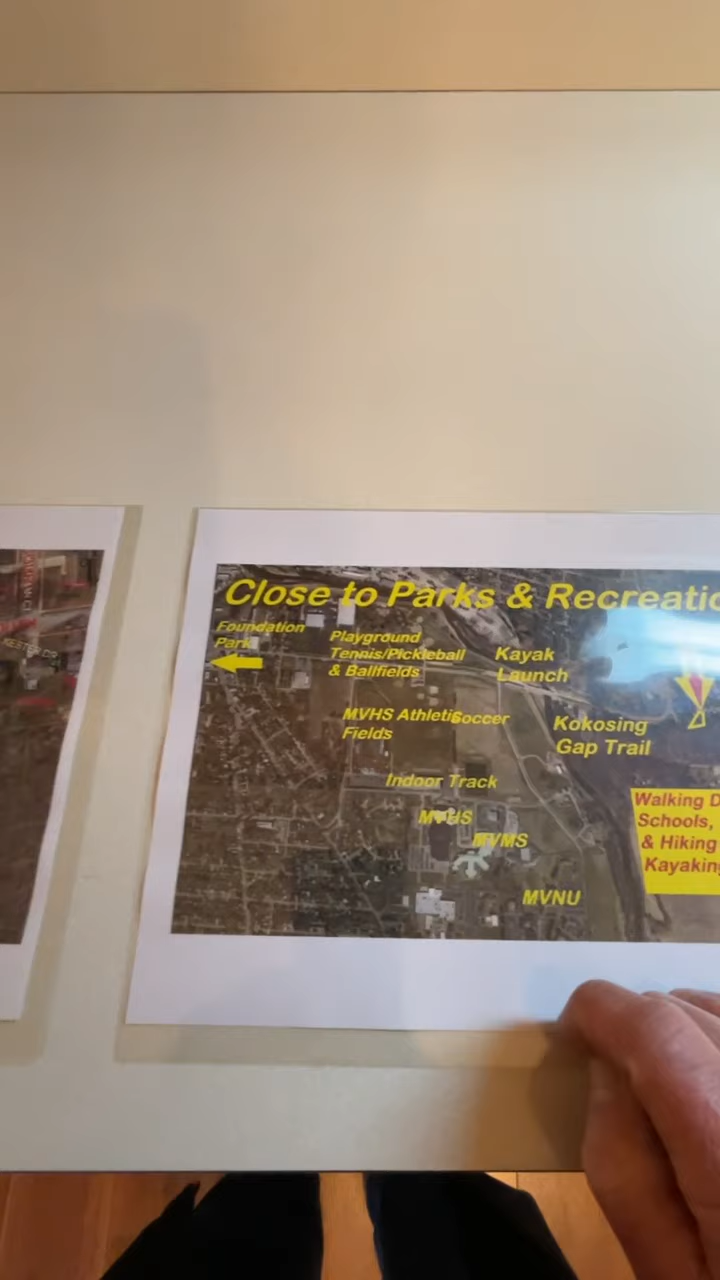 Close to Parks & Recreatio
Foundation
Park
Playground
Tennis/Pickleball
& Ballfields
Kayak
Launch
MVHS Athletic
Fields
Soccer
Kokosing
Gap Trail
Indoor Track
MVHS
MVMS
MVNU
Walking D
Schools,
& Hiking
Kayaking